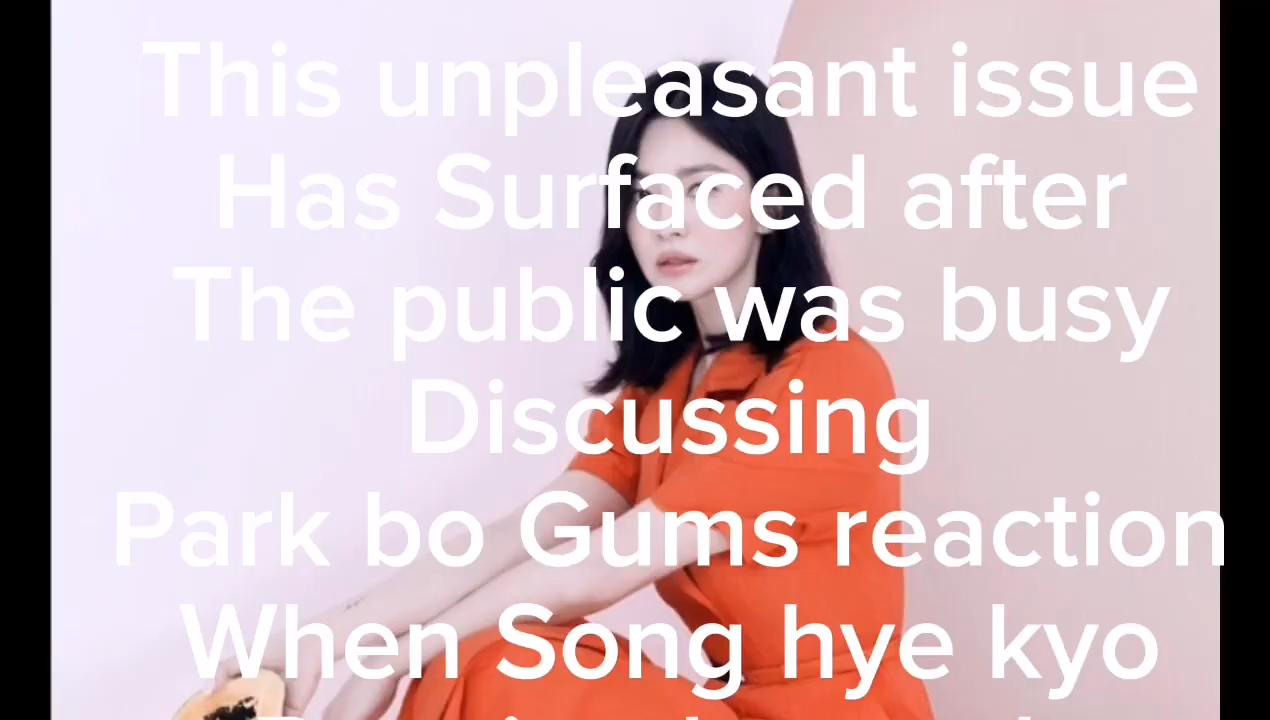 This unpleasant issue
Has Surfaced after
The public was busy
Discussing
Park bo Gums reaction
When Song hye kyo